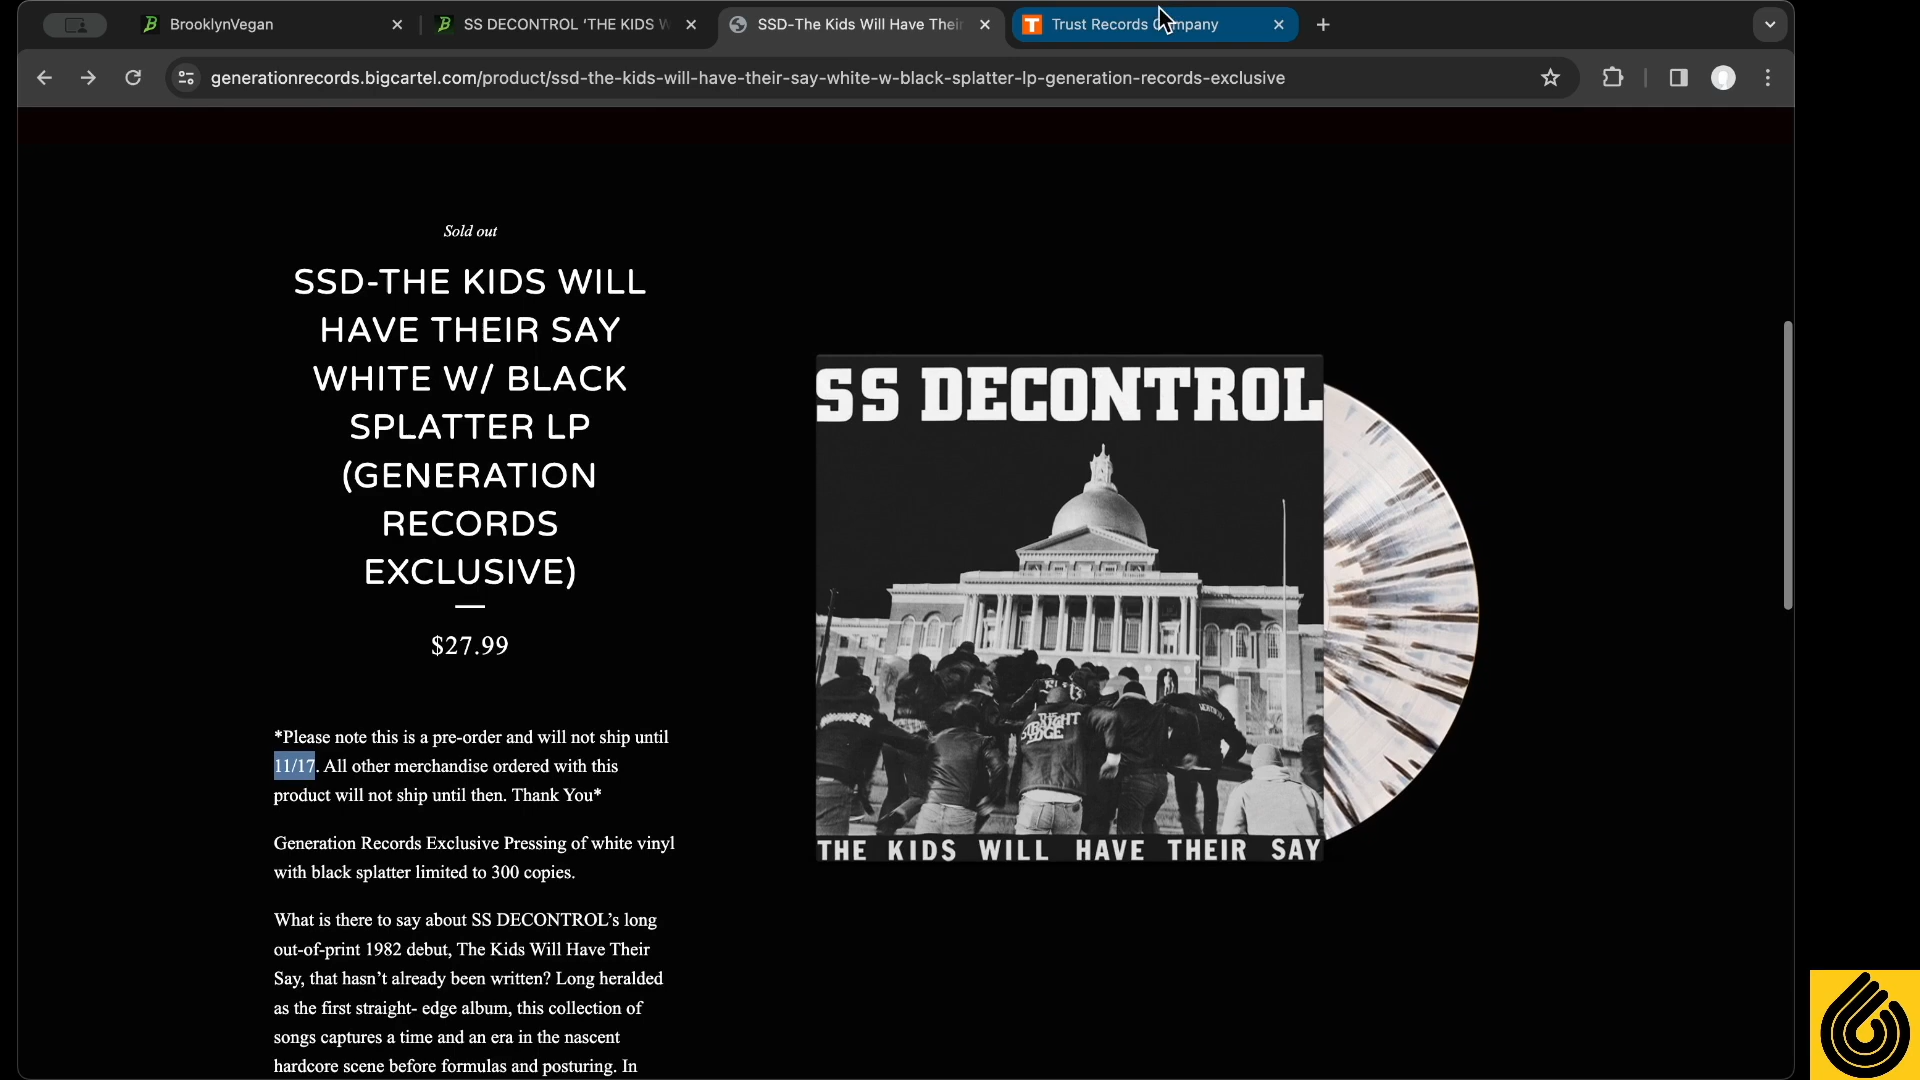 BrooklynVegan
SS DECONTROL ‘THE KIDS W
SSD-The Kids Will Have Their
Trust Records Company
generationrecords.bigcartel.com/product/ssd-the-kids-will-have-their-say-white-w-black-splatter-lp-generation-records-exclusive
Sold out
SSD-THE KIDS WILL
HAVE THEIR SAY
WHITE W/ BLACK
SPLATTER LP
(GENERATION
RECORDS
EXCLUSIVE)
$27.99
*Please note this is a pre-order and will not ship until
11/17. All other merchandise ordered with this
product will not ship until then. Thank You*
Generation Records Exclusive Pressing of white vinyl
with black splatter limited to 300 copies.
What is there to say about SS DECONTROL’s long
out-of-print 1982 debut, The Kids Will Have Their
Say, that hasn’t already been written? Long heralded
as the first straight- edge album, this collection of
songs captures a time and an era in the nascent
hardcore scene before formulas and posturing. In
SS DECONTROL
THE STRAIGHT EDGE
THE KIDS WILL HAVE THEIR SAY